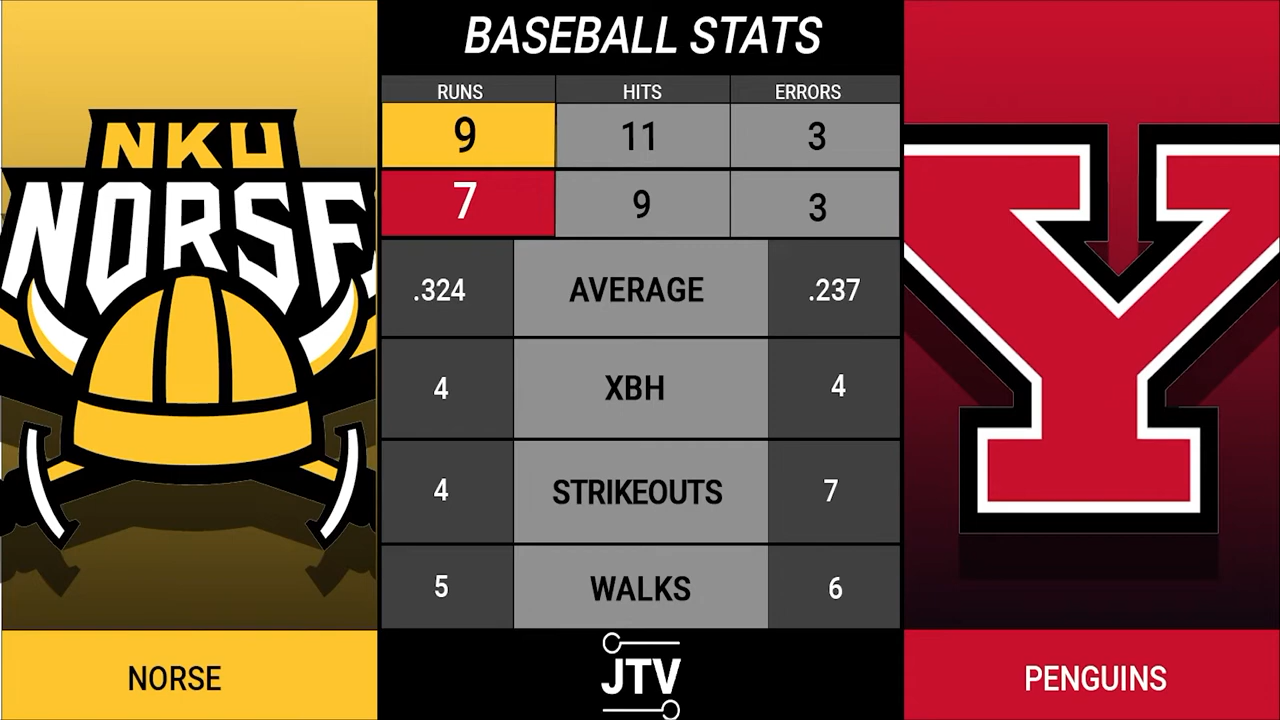 BASEBALL STATS
RUNS HITS ERRORS
9 11 3
7 9 3
.324 AVERAGE .237
4 XBH 4
4 STRIKEOUTS 7
5 WALKS 6
NKU
NORSE
NORSE
Y
PENGUINS
JTV